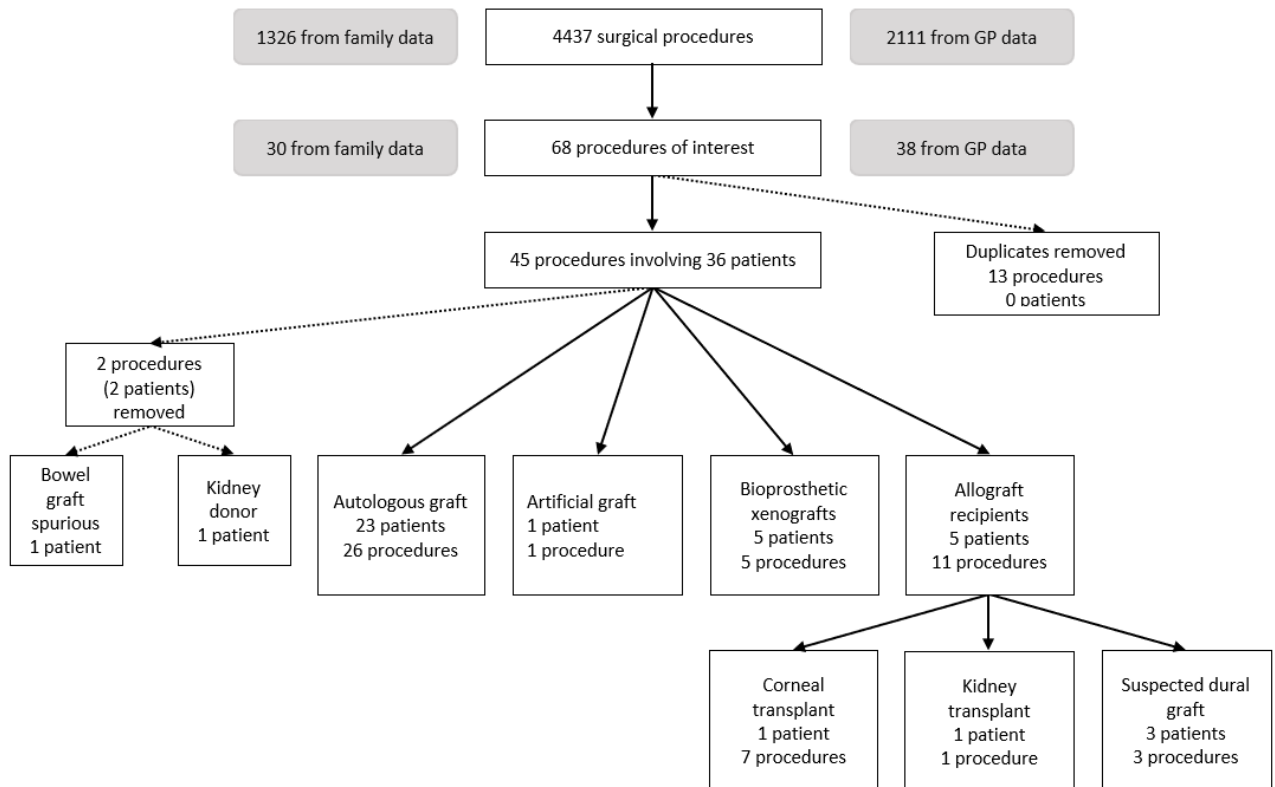 1326 from family data
4437 surgical procedures
2111 from GP data
30 from family data
68 procedures of interest
38 from GP data
45 procedures involving 36 patients
Duplicates removed
13 procedures
0 patients
2 procedures
(2 patients)
removed
Bowel
graft
spurious
1 patient
Kidney
donor
1 patient
Autologous graft
23 patients
26 procedures
Artificial graft
1 patient
1 procedure
Bioprosthetic
xenografts
5 patients
5 procedures
Allograft
recipients
5 patients
11 procedures
Corneal
transplant
1 patient
7 procedures
Kidney
transplant
1 patient
1 procedure
Suspected dural
graft
3 patients
3 procedures